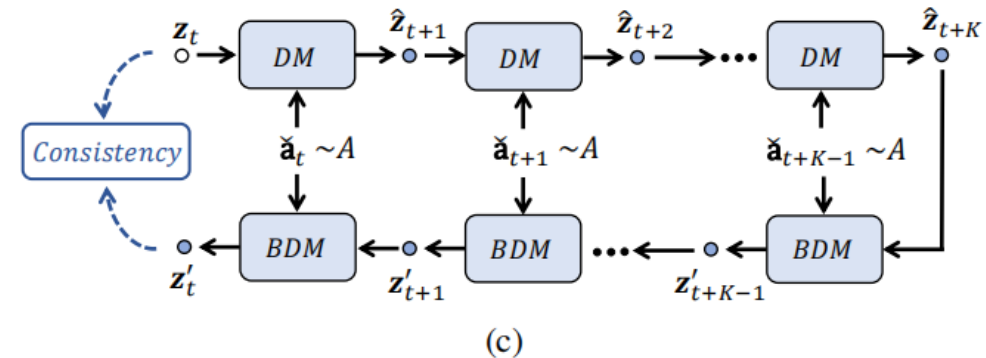 z_t ẑ_{t+1} ẑ_{t+2} ẑ_{t+K}
DM DM ••• DM
Consistency ǎ_t ~A ǎ_{t+1} ~A ǎ_{t+K−1} ~A
BDM BDM ••• BDM
z′_t z′_{t+1} z′_{t+K−1}
(c)